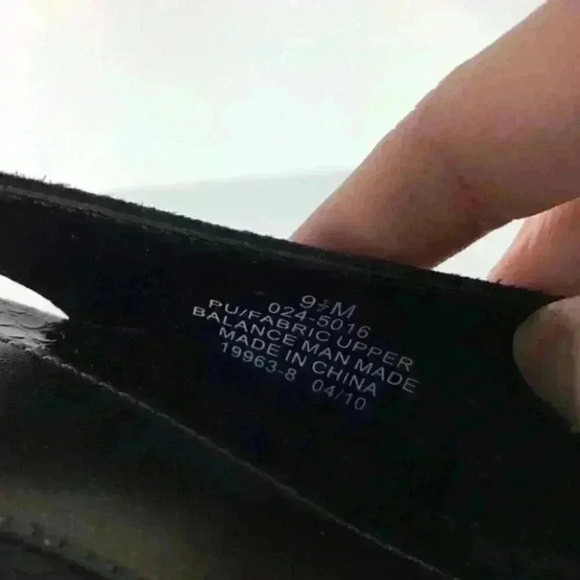 9½M
024-5016
PU/FABRIC UPPER
BALANCE MAN MADE
MADE IN CHINA
19963-8 04/10